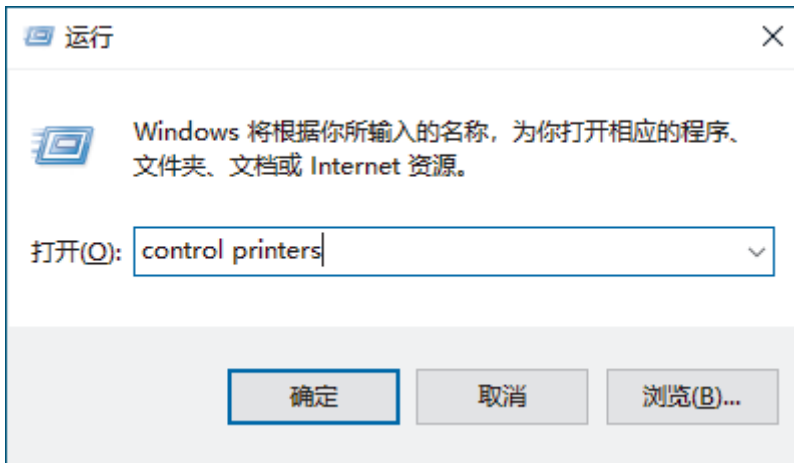 运行
Windows 将根据你所输入的名称，为你打开相应的程序、
文件夹、文档或 Internet 资源。
打开(O): control printers
确定 取消 浏览(B)...